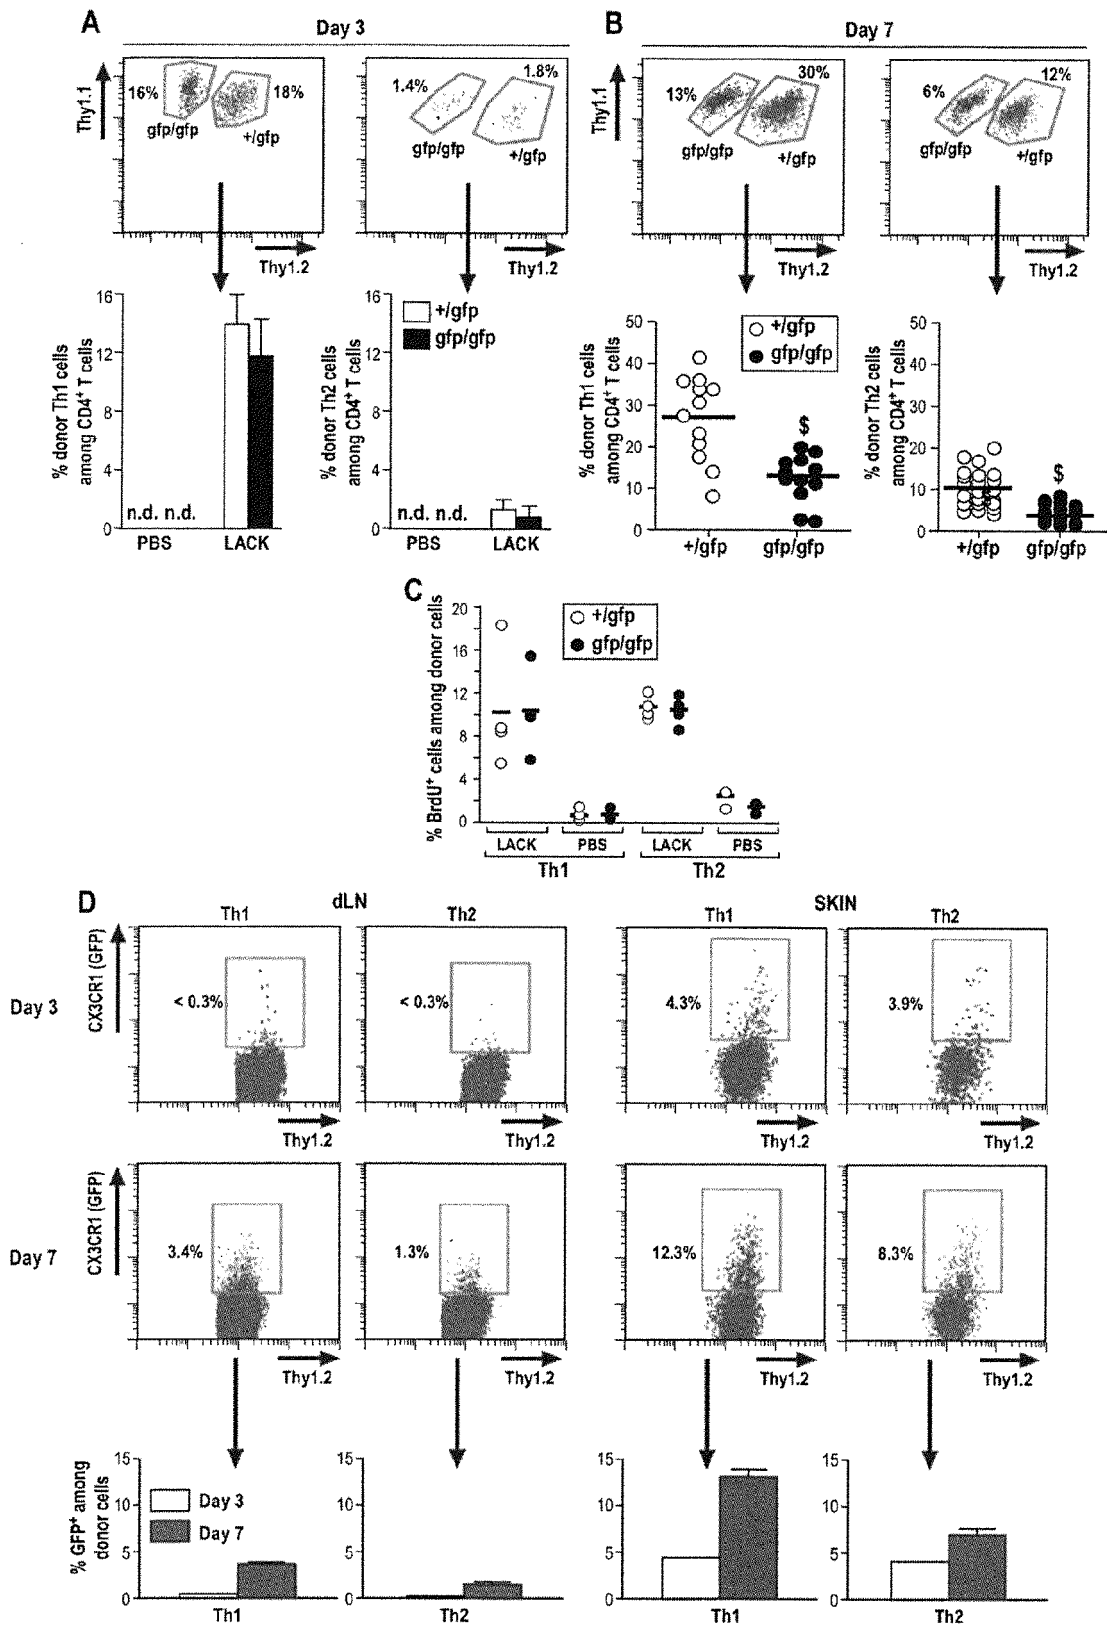 A
Day 3
B
Day 7
Thy1.1
16%
18%
gfp/gfp
+/gfp
Thy1.2
1.4%
1.8%
gfp/gfp
+/gfp
Thy1.2
Thy1.1
13%
30%
gfp/gfp
+/gfp
Thy1.2
6%
12%
gfp/gfp
+/gfp
Thy1.2
% donor Th1 cells
among CD4+ T cells
16
12
8
4
0
n.d. n.d.
PBS
LACK
% donor Th2 cells
among CD4+ T cells
16
12
8
4
0
+/gfp
gfp/gfp
n.d. n.d.
PBS
LACK
% donor Th1 cells
among CD4+ T cells
50
40
30
20
10
0
+/gfp
gfp/gfp
$
+/gfp
gfp/gfp
% donor Th2 cells
among CD4+ T cells
50
40
30
20
10
0
$
+/gfp
gfp/gfp
C
% BrdU+ cells among donor cells
20
16
12
8
4
0
+/gfp
gfp/gfp
LACK
PBS
LACK
PBS
Th1
Th2
D
dLN
SKIN
Th1
Th2
Th1
Th2
Day 3
CX3CR1 (GFP)
< 0.3%
< 0.3%
4.3%
3.9%
Thy1.2
Thy1.2
Thy1.2
Thy1.2
Day 7
CX3CR1 (GFP)
3.4%
1.3%
12.3%
8.3%
Thy1.2
Thy1.2
Thy1.2
Thy1.2
% GFP+ among
donor cells
15
10
5
0
Day 3
Day 7
Th1
15
10
5
0
Th2
15
10
5
0
Th1
15
10
5
0
Th2